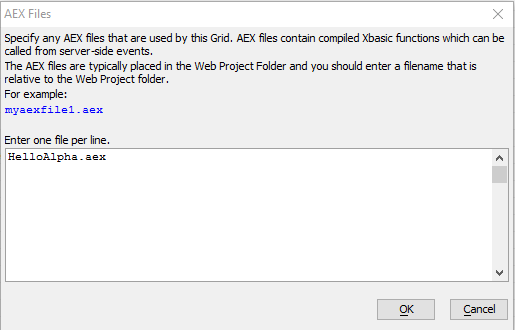 AEX Files
Specify any AEX files that are used by this Grid. AEX files contain compiled Xbasic functions which can be
called from server-side events.
The AEX files are typically placed in the Web Project Folder and you should enter a filename that is
relative to the Web Project folder.
For example:
myaexfile1.aex
Enter one file per line.
HelloAlpha.aex
OK
Cancel